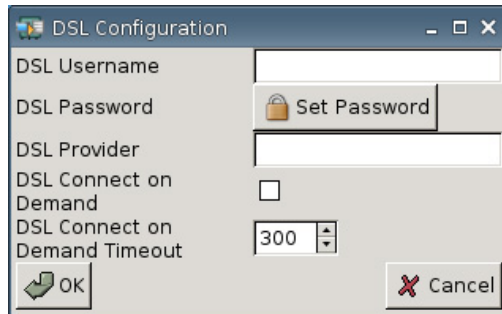 DSL Configuration
DSL Username
DSL Password
Set Password
DSL Provider
DSL Connect on
Demand
DSL Connect on
Demand Timeout
300
OK
Cancel